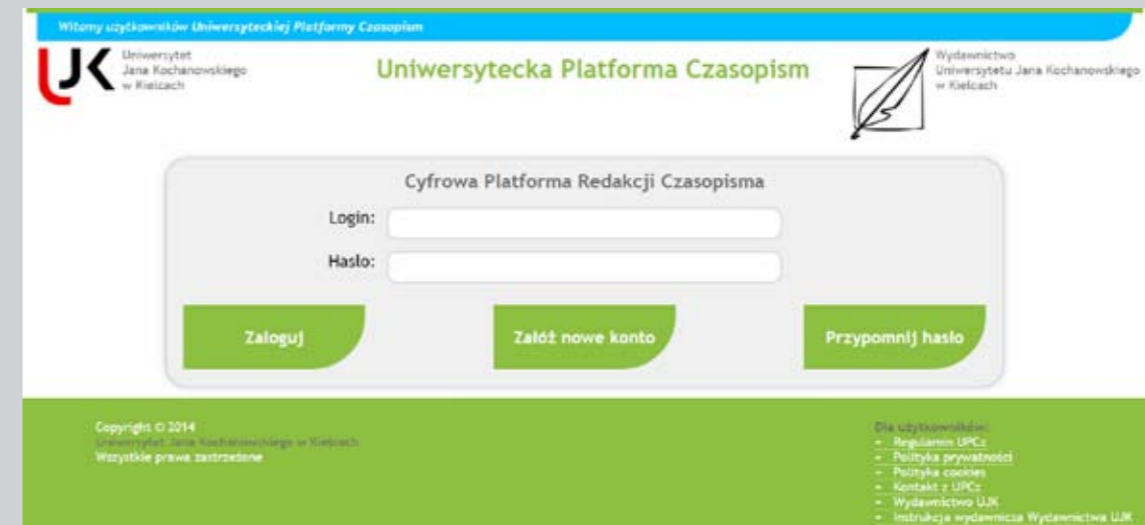 Witamy użytkowników Uniwersyteckiej Platformy Czasopism
Uniwersytet
Jana Kochanowskiego
w Kielcach
Uniwersytecka Platforma Czasopism
Wydawnictwo
Uniwersytetu Jana Kochanowskiego
w Kielcach
UJK
Cyfrowa Platforma Redakcji Czasopisma
Login:
Hasło:
Zaloguj
Załóż nowe konto
Przypomnij hasło
Copyright © 2014
Uniwersytet Jana Kochanowskiego w Kielcach
Wszystkie prawa zastrzeżone
Dla użytkowników:
- Regulamin UPCz
- Polityka prywatności
- Polityka cookies
- Kontakt z UPCz
- Wydawnictwo UJK
- Instrukcja wydawnicza Wydawnictwa UJK